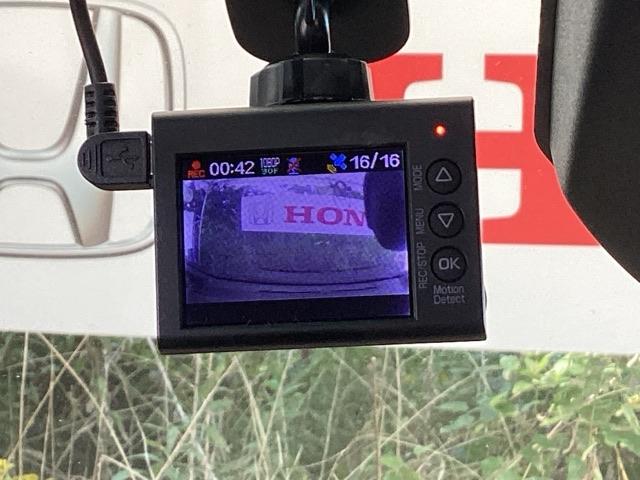 REC 00:42 1080P 30F 16/16
HON
MODE
MENU
REC/STOP
OK
Motion
Detect
H